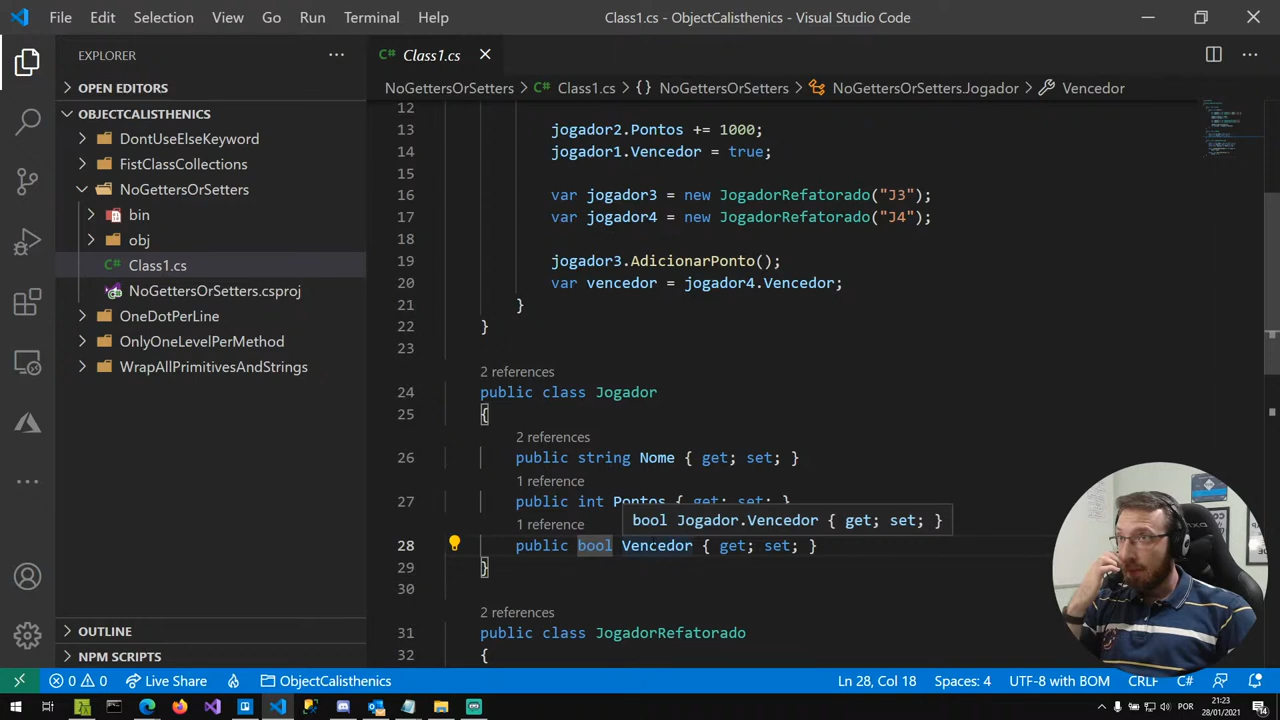 File Edit Selection View Go Run Terminal Help
Class1.cs - ObjectCalisthenics - Visual Studio Code
EXPLORER
OPEN EDITORS
OBJECTCALISTHENICS
DontUseElseKeyword
FistClassCollections
NoGettersOrSetters
bin
obj
Class1.cs
NoGettersOrSetters.csproj
OneDotPerLine
OnlyOneLevelPerMethod
WrapAllPrimitivesAndStrings
OUTLINE
NPM SCRIPTS
C# Class1.cs
NoGettersOrSetters > C# Class1.cs > {} NoGettersOrSetters > NoGettersOrSetters.Jogador > Vencedor
12
13 jogador2.Pontos += 1000;
14 jogador1.Vencedor = true;
15
16 var jogador3 = new JogadorRefatorado("J3");
17 var jogador4 = new JogadorRefatorado("J4");
18
19 jogador3.AdicionarPonto();
20 var vencedor = jogador4.Vencedor;
21 }
22 }
23
2 references
24 public class Jogador
25 {
2 references
26 public string Nome { get; set; }
1 reference
27 public int Pontos { get; set; }
1 reference
bool Jogador.Vencedor { get; set; }
28 public bool Vencedor { get; set; }
29 }
30
2 references
31 public class JogadorRefatorado
32 {
0 0 Live Share ObjectCalisthenics Ln 28, Col 18 Spaces: 4 UTF-8 with BOM CRLF C#
POR 21:23
28/01/2021 14